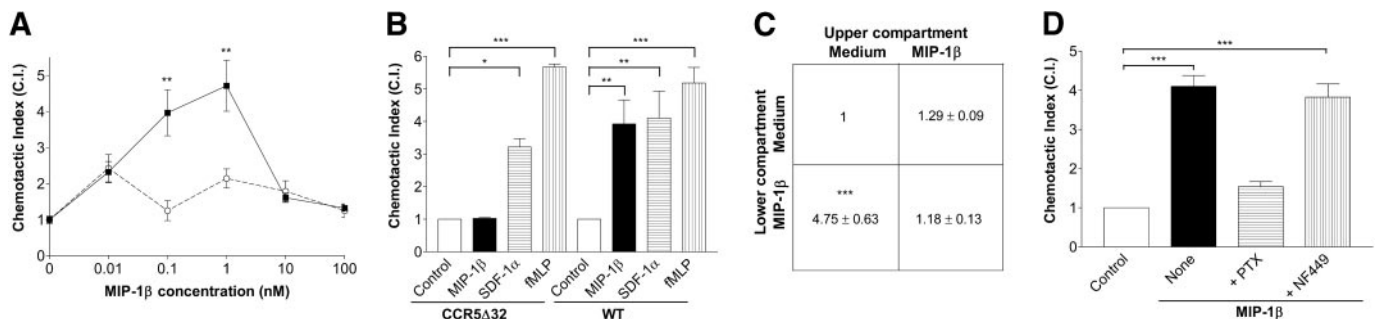 A
Chemotactic Index (C.I.)
5
4
3
2
1
0
**
**
0
0.01
0.1
1
10
100
MIP-1β concentration (nM)
B
Chemotactic Index (C.I.)
6
5
4
3
2
1
0
***
*
***
**
**
Control
MIP-1β
SDF-1α
fMLP
Control
MIP-1β
SDF-1α
fMLP
CCR5Δ32
WT
C
Upper compartment
Medium
MIP-1β
Lower compartment
Medium
MIP-1β
1
1.29 ± 0.09
***
4.75 ± 0.63
1.18 ± 0.13
D
Chemotactic Index (C.I.)
5
4
3
2
1
0
***
***
Control
None
+ PTX
+ NF449
MIP-1β